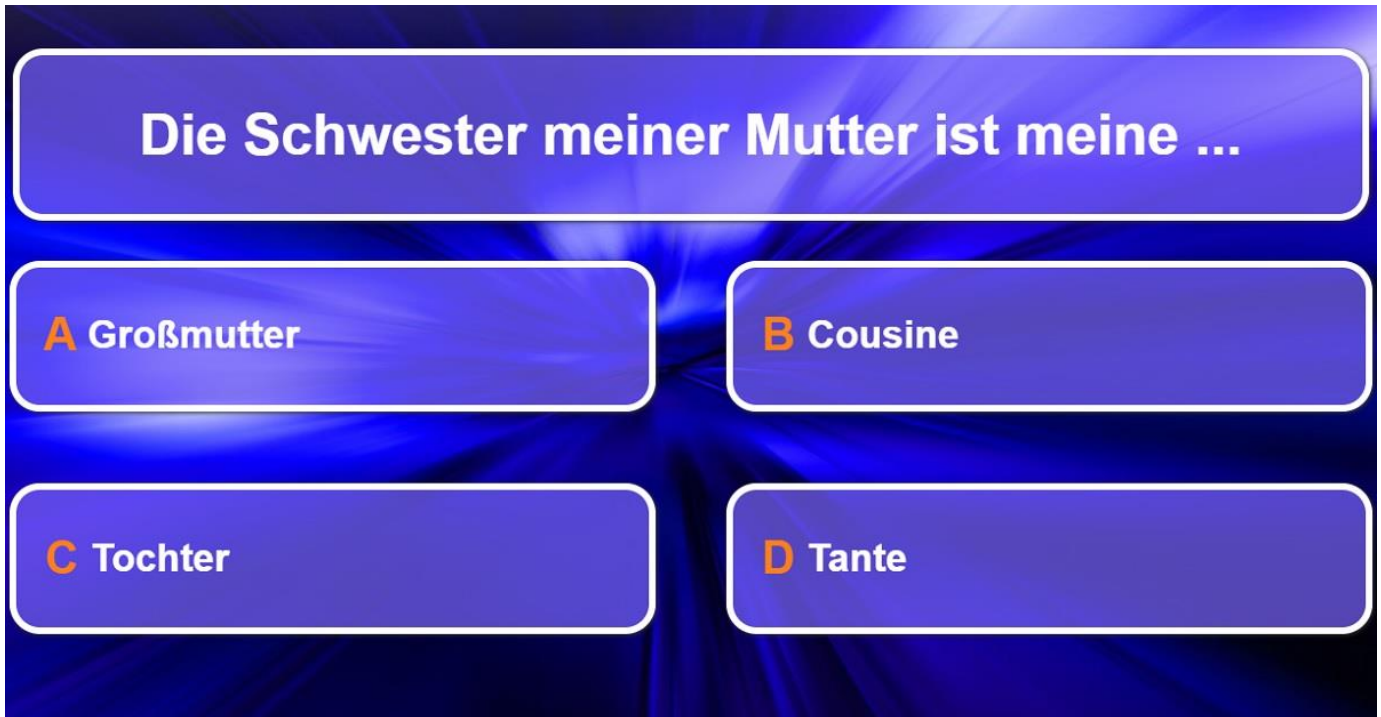 Die Schwester meiner Mutter ist meine ...
A Großmutter
B Cousine
C Tochter
D Tante